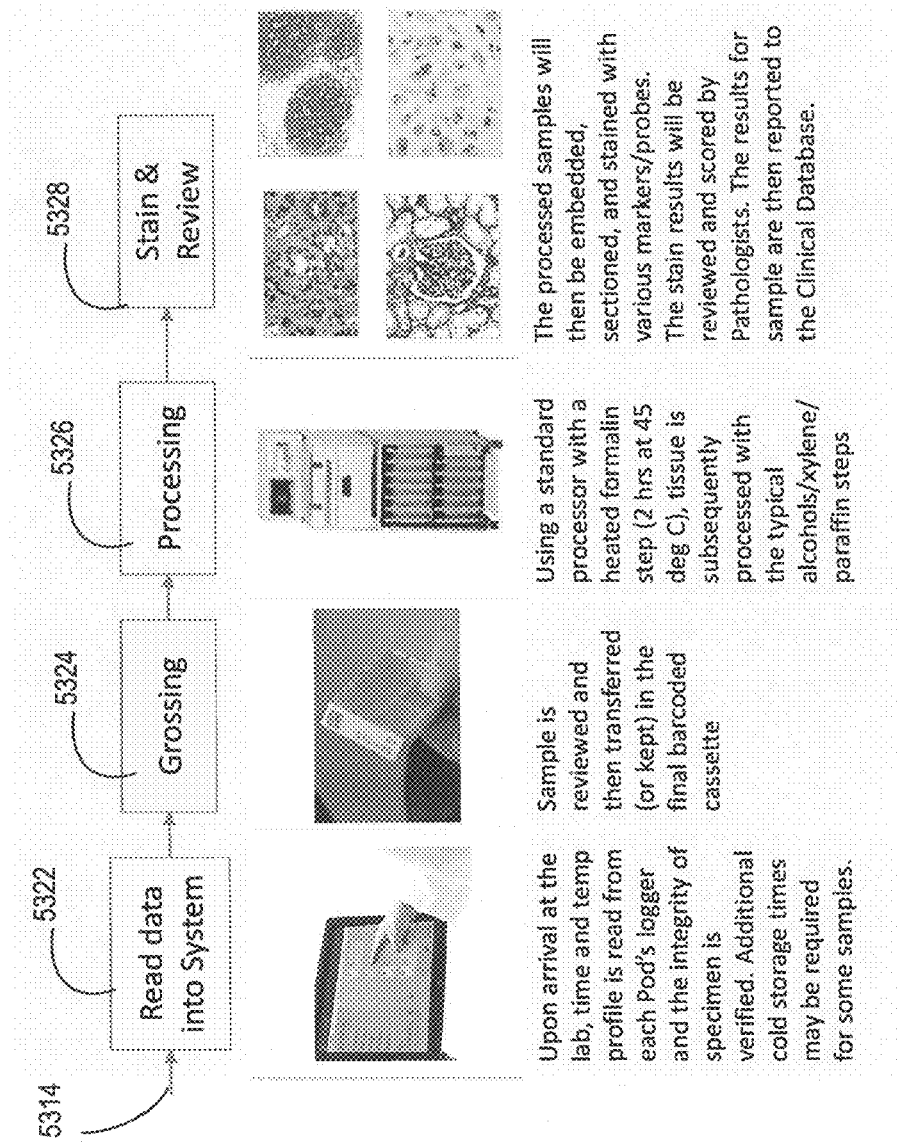 5314
5322
Read data
into System
5324
Grossing
5326
Processing
5328
Stain &
Review
Upon arrival at the
lab, time and temp
profile is read from
each Pod's logger
and the integrity of
specimen is
verified. Additional
cold storage times
may be required
for some samples.
Sample is
reviewed and
then transferred
(or kept) in the
final barcoded
cassette
Using a standard
processor with a
heated formalin
step (2 hrs at 45
deg C), tissue is
subsequently
processed with
the typical
alcohols/xylene/
paraffin steps
The processed samples will
then be embedded,
sectioned, and stained with
various markers/probes.
The stain results will be
reviewed and scored by
Pathologists. The results for
sample are then reported to
the Clinical Database.